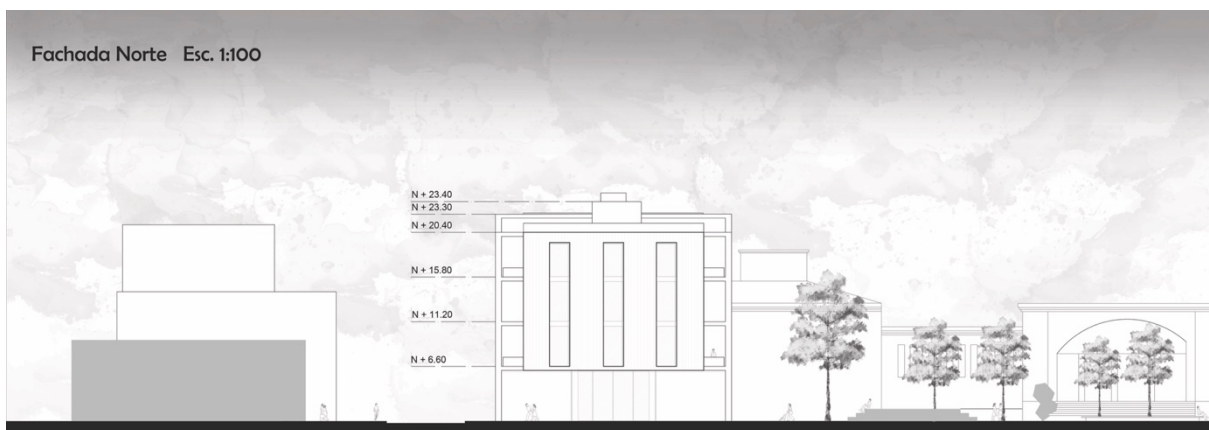 Fachada Norte Esc. 1:100
N + 23.40
N + 23.30
N + 20.40
N + 15.80
N + 11.20
N + 6.60